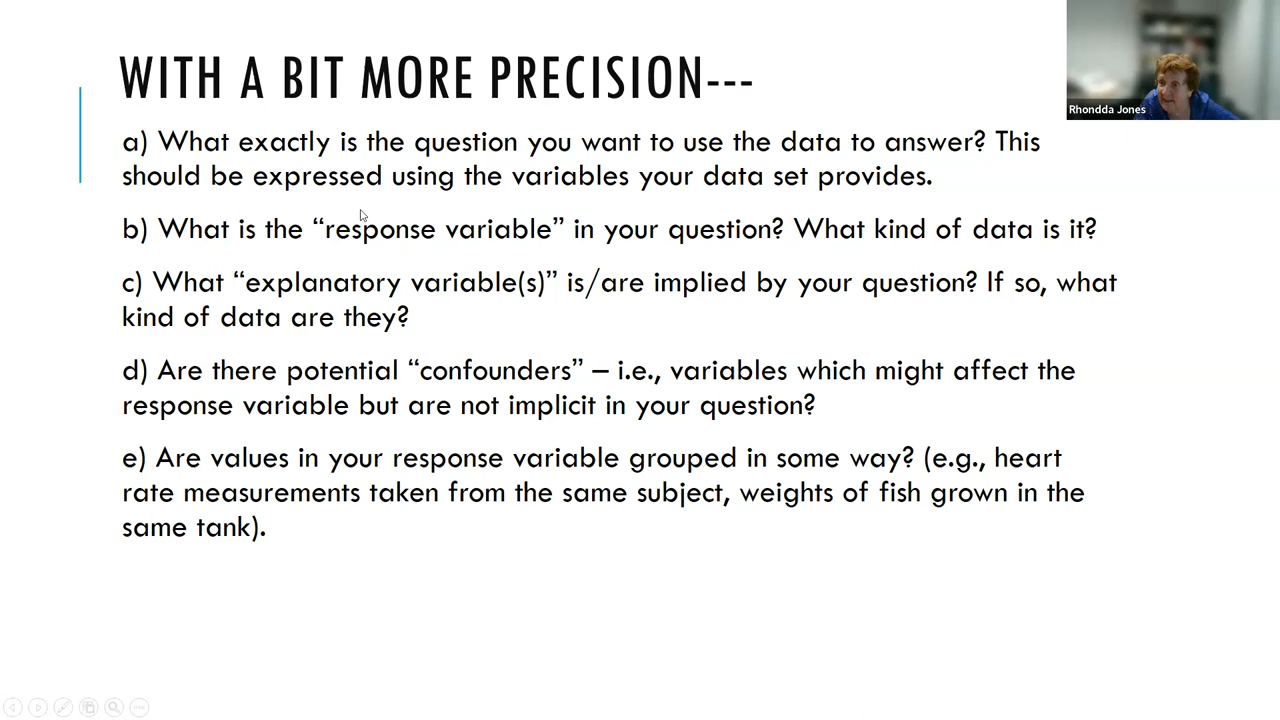 WITH A BIT MORE PRECISION---
Rhondda Jones
a) What exactly is the question you want to use the data to answer? This
should be expressed using the variables your data set provides.
b) What is the “response variable” in your question? What kind of data is it?
c) What “explanatory variable(s)” is/are implied by your question? If so, what
kind of data are they?
d) Are there potential “confounders” – i.e., variables which might affect the
response variable but are not implicit in your question?
e) Are values in your response variable grouped in some way? (e.g., heart
rate measurements taken from the same subject, weights of fish grown in the
same tank).